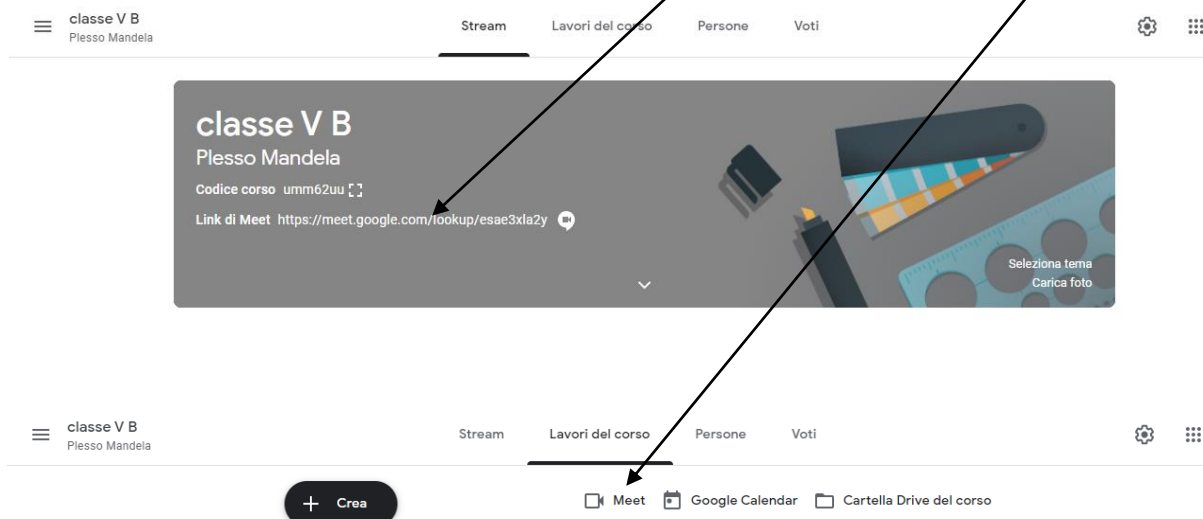 classe V B
Plesso Mandela
Stream Lavori del corso Persone Voti
classe V B
Plesso Mandela
Codice corso umm62uu
Link di Meet https://meet.google.com/lookup/esae3xla2y
Seleziona tema
Carica foto
classe V B
Plesso Mandela
Stream Lavori del corso Persone Voti
+ Crea
Meet Google Calendar Cartella Drive del corso